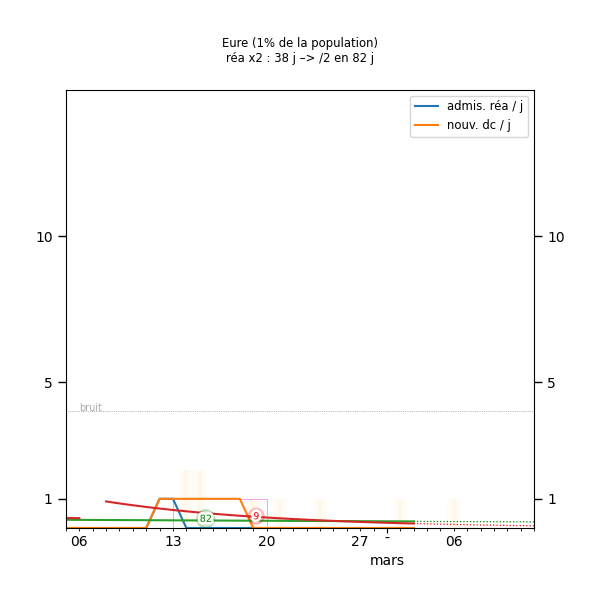 Eure (1% de la population)
réa x2 : 38 j –> /2 en 82 j
admis. réa / j
nouv. dc / j
10
10
5
5
bruit
1
1
82
9
06
13
20
27
-
06
mars